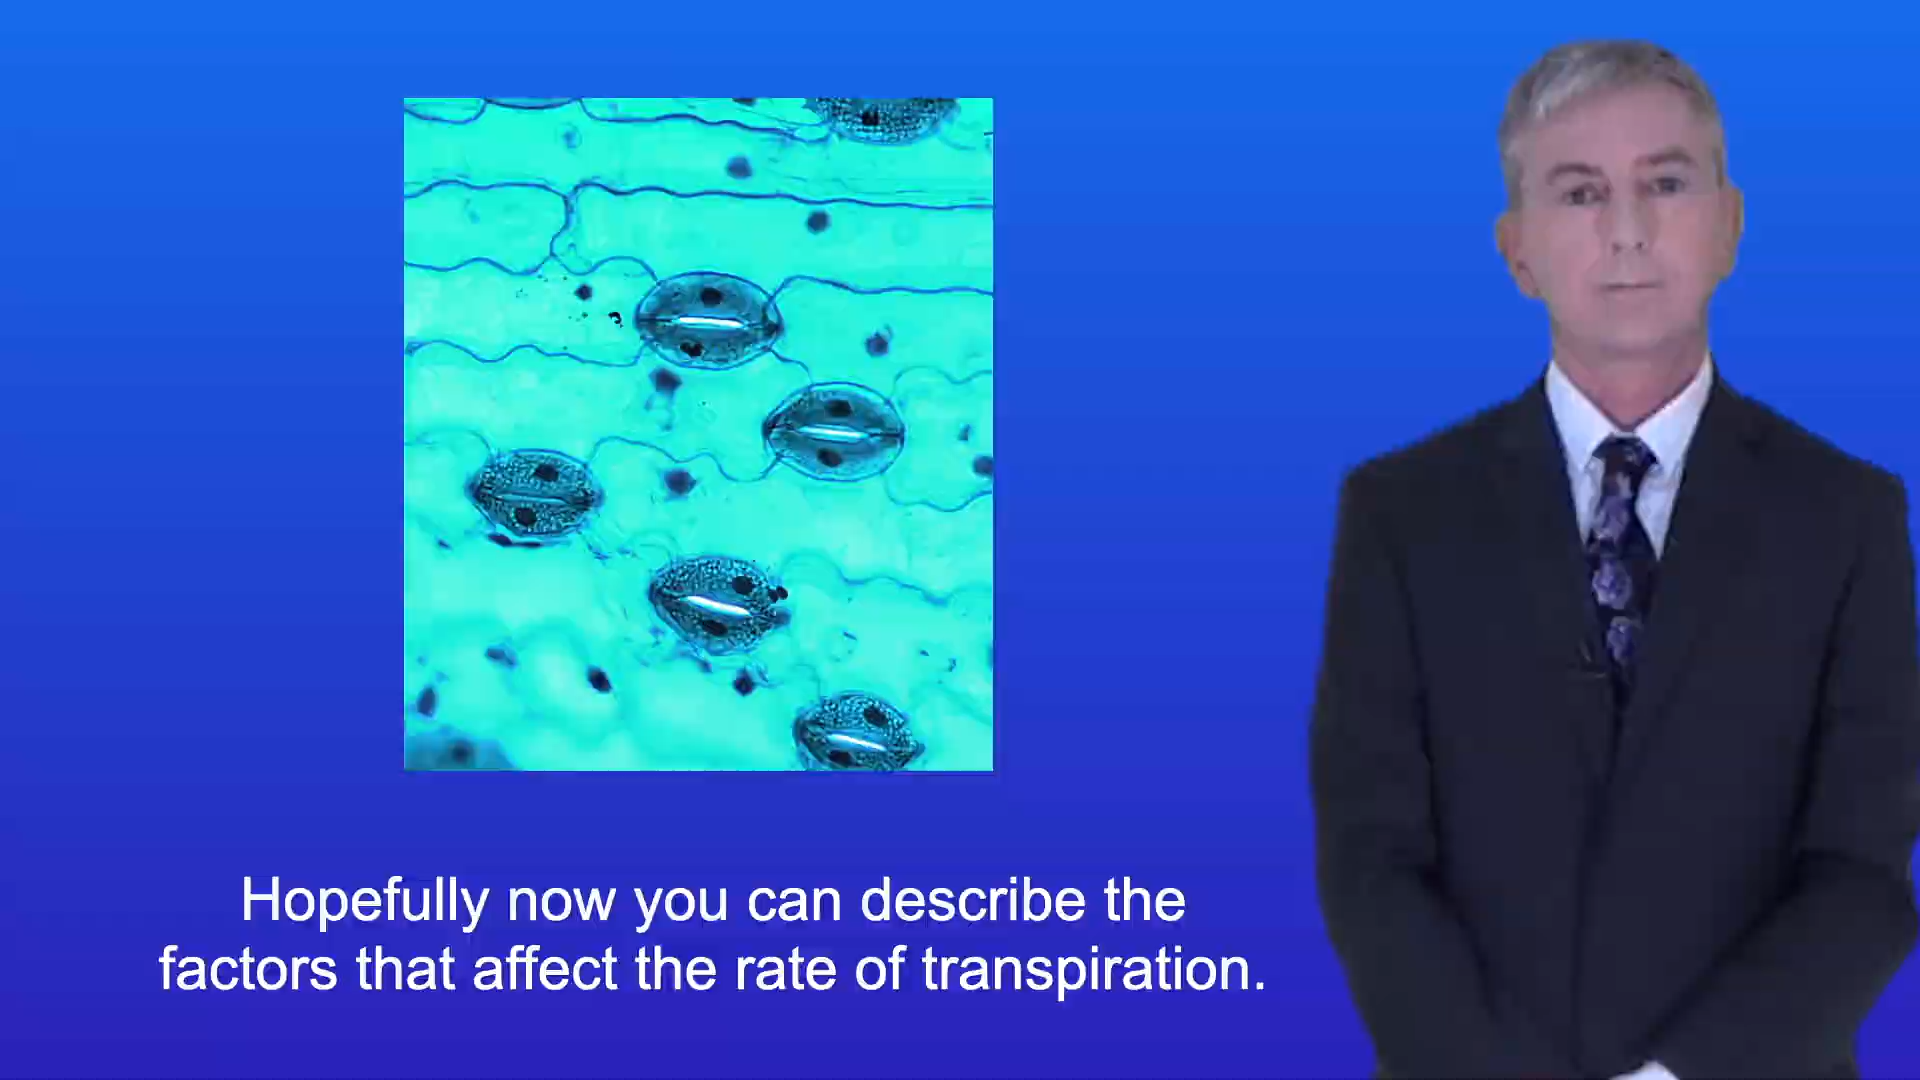 Hopefully now you can describe the
factors that affect the rate of transpiration.